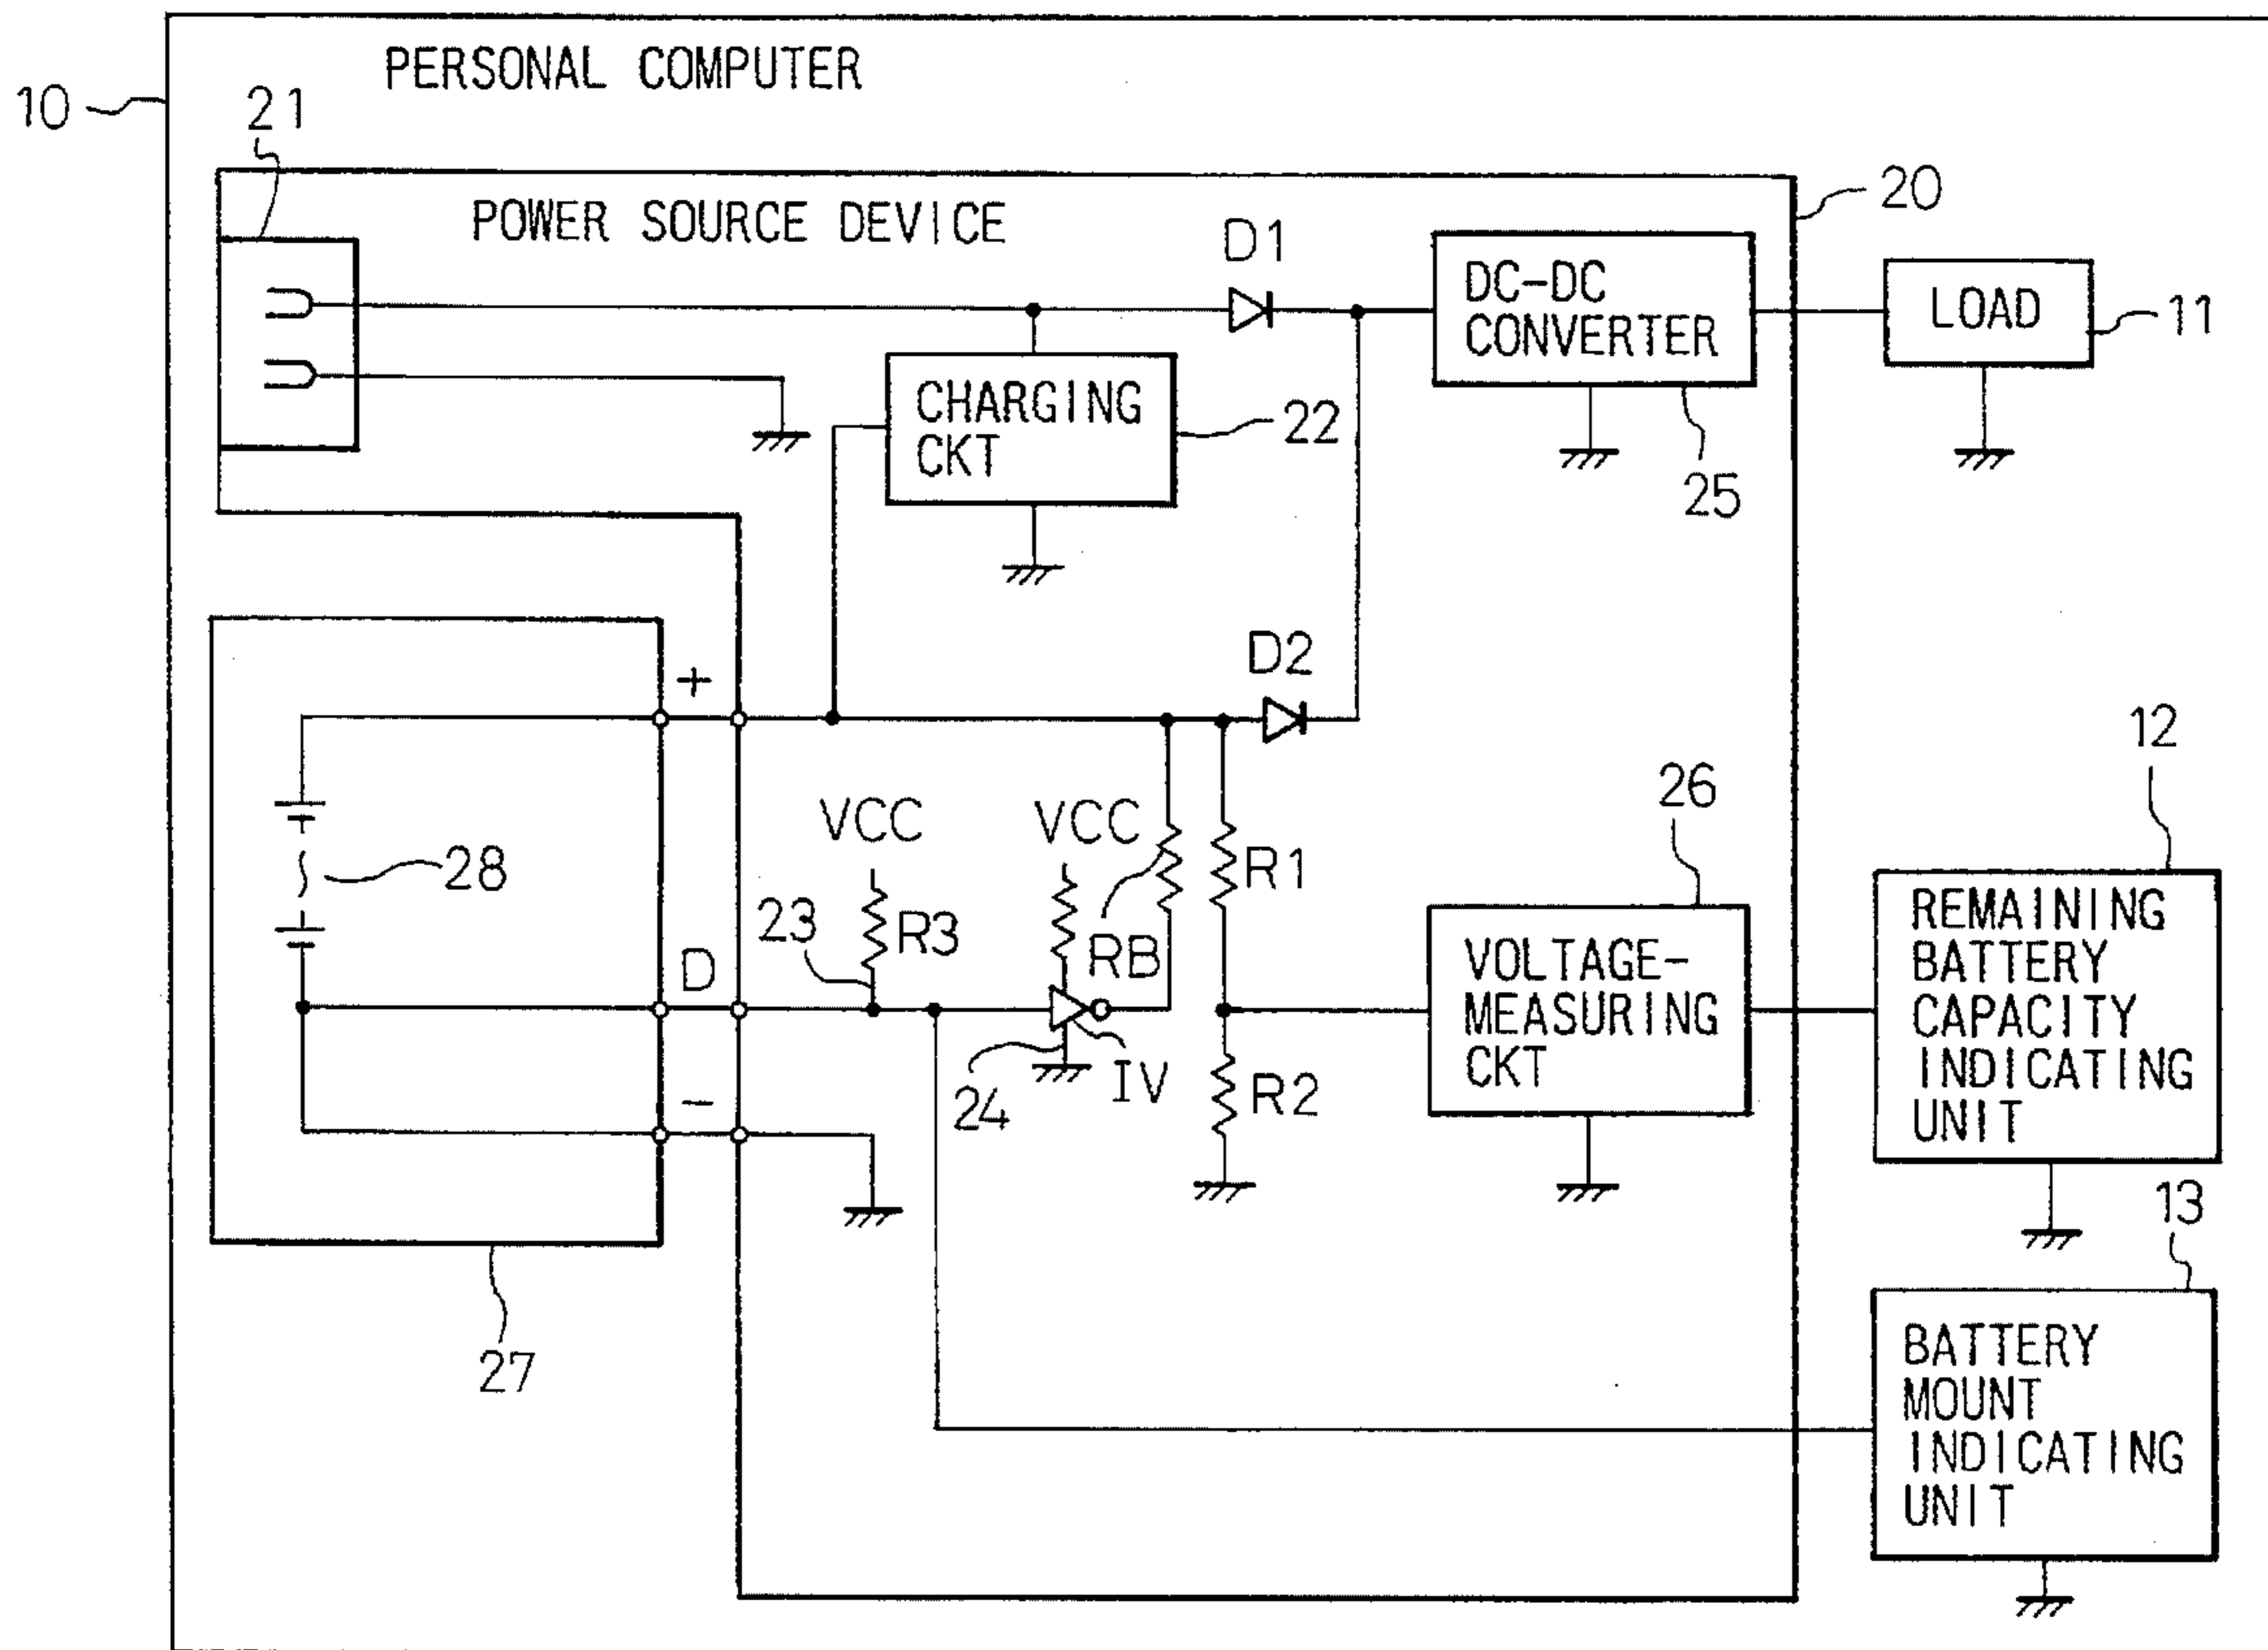 PERSONAL COMPUTER
10
21
20
POWER SOURCE DEVICE
D1
DC-DC
CONVERTER
LOAD
11
CHARGING
CKT
22
25
+
D2
12
26
VCC
VCC
28
R1
REMAINING
BATTERY
CAPACITY
INDICATING
UNIT
23
R3
RB
D
VOLTAGE-
MEASURING
CKT
24
IV
R2
-
13
27
BATTERY
MOUNT
INDICATING
UNIT